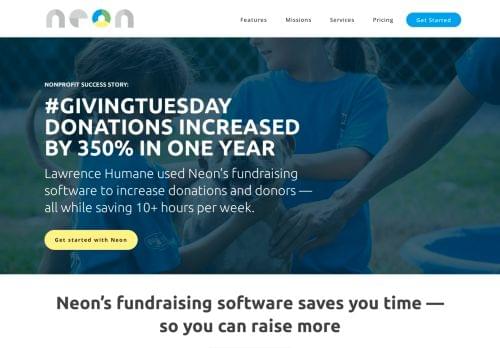 neon
Features Missions Services Pricing Get Started
NONPROFIT SUCCESS STORY:
#GIVINGTUESDAY
DONATIONS INCREASED
BY 350% IN ONE YEAR
Lawrence Humane used Neon's fundraising
software to increase donations and donors —
all while saving 10+ hours per week.
Get started with Neon
Neon's fundraising software saves you time —
so you can raise more